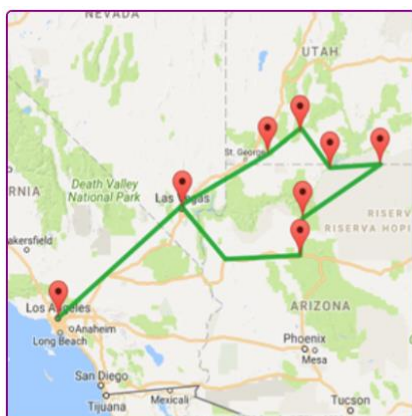 NEVADA
UTAH
St. George
Death Valley
National Park
Las Vegas
RNIA
akersfield
RISERV
RISERVA HOPI
Los Angeles
Anaheim
Long Beach
ARIZONA
Phoenix
Mesa
San Diego
Tijuana
Mexicali
Tucson